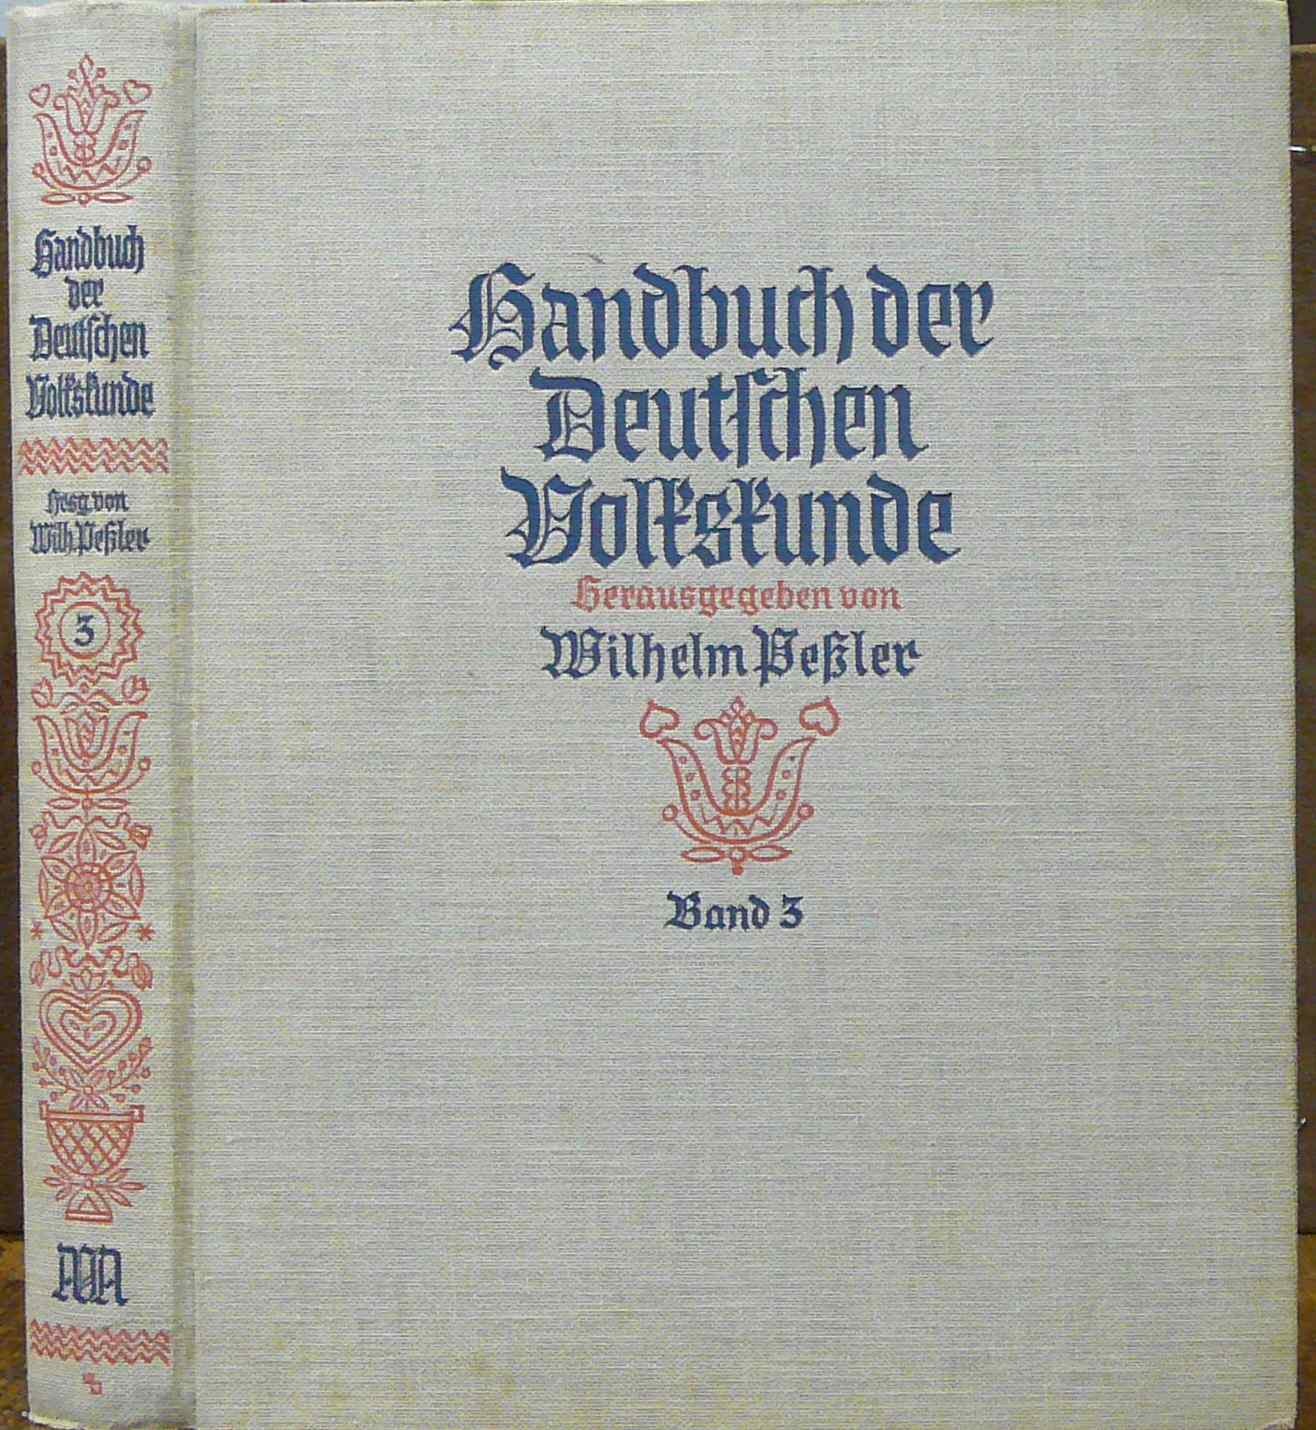 Handbuch
der
Deutschen
Volkskunde
Hrsg. von
Wilh. Peßler
3
Handbuch der
Deutschen
Volkskunde
Herausgegeben von
Wilhelm Peßler
Band 3